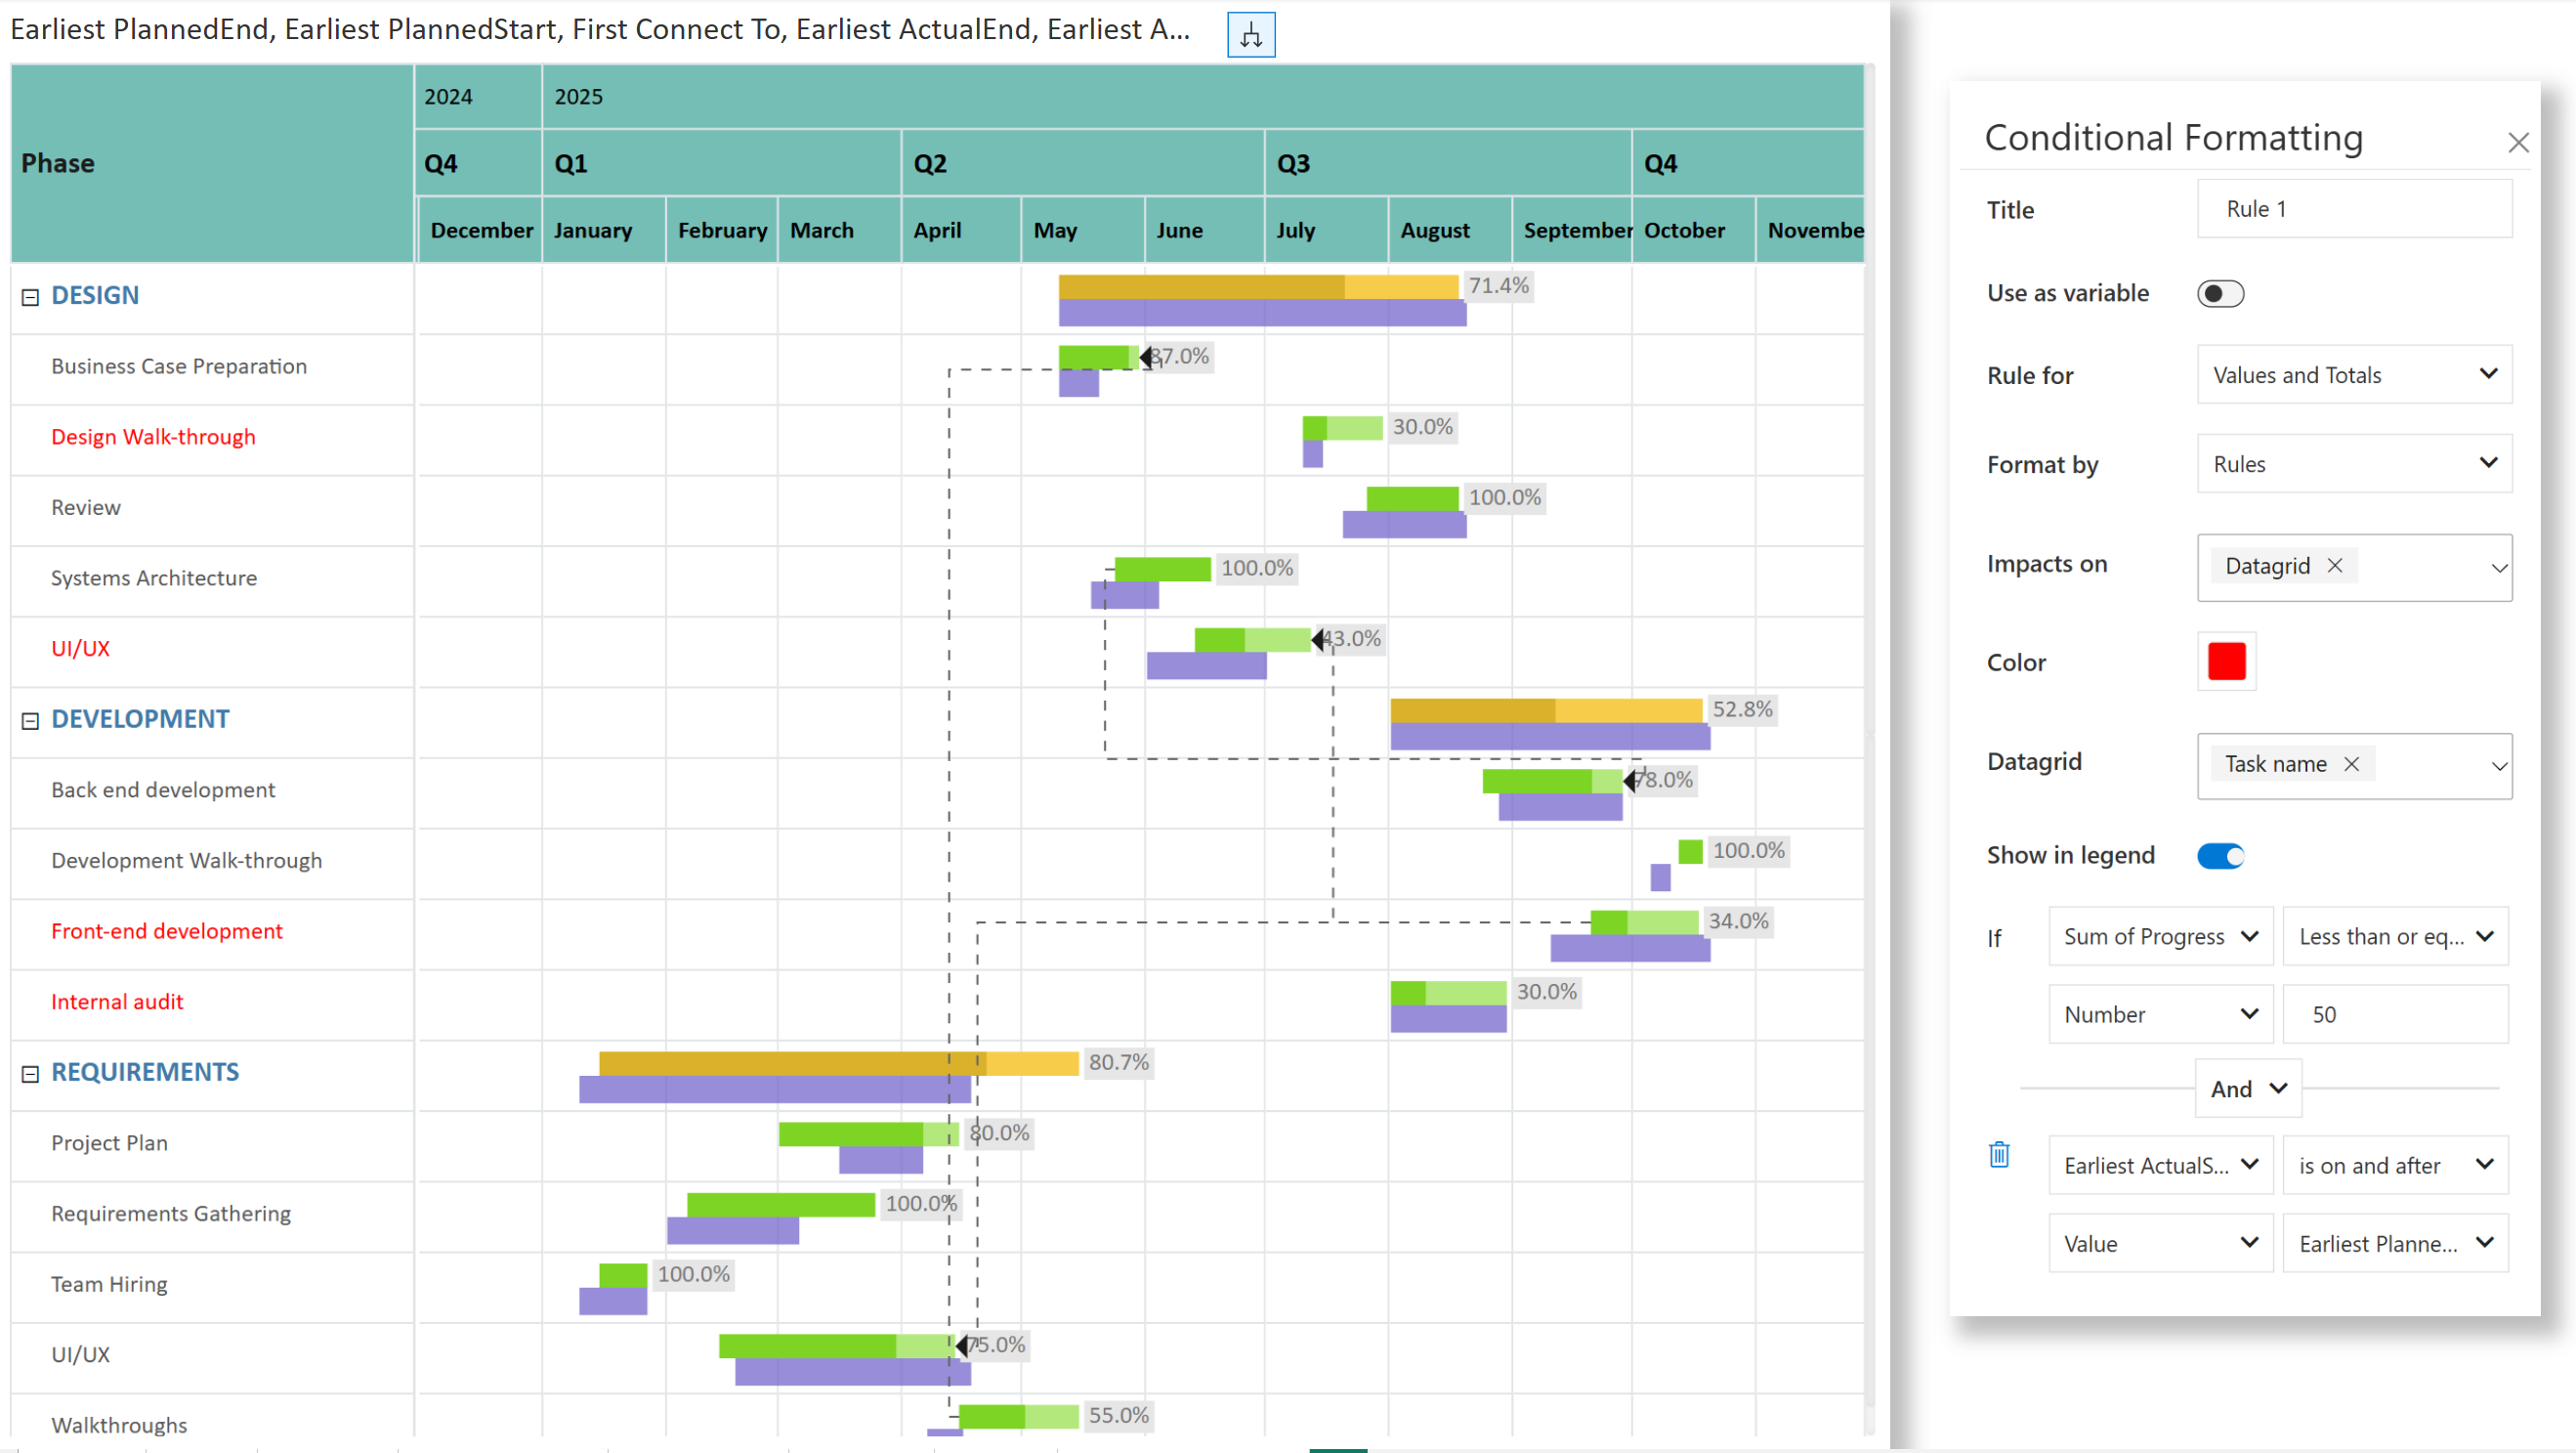 Earliest PlannedEnd, Earliest PlannedStart, First Connect To, Earliest ActualEnd, Earliest A...
Phase
2024 2025
Q4 Q1 Q2 Q3 Q4
December January February March April May June July August September October Novembe
DESIGN 71.4%
Business Case Preparation 87.0%
Design Walk-through 30.0%
Review 100.0%
Systems Architecture 100.0%
UI/UX 43.0%
DEVELOPMENT 52.8%
Back end development 78.0%
Development Walk-through 100.0%
Front-end development 34.0%
Internal audit 30.0%
REQUIREMENTS 80.7%
Project Plan 80.0%
Requirements Gathering 100.0%
Team Hiring 100.0%
UI/UX 75.0%
Walkthroughs 55.0%
Conditional Formatting
Title Rule 1
Use as variable
Rule for Values and Totals
Format by Rules
Impacts on Datagrid
Color
Datagrid Task name
Show in legend
If Sum of Progress Less than or eq...
Number 50
And
Earliest ActualS... is on and after
Value Earliest Planne...